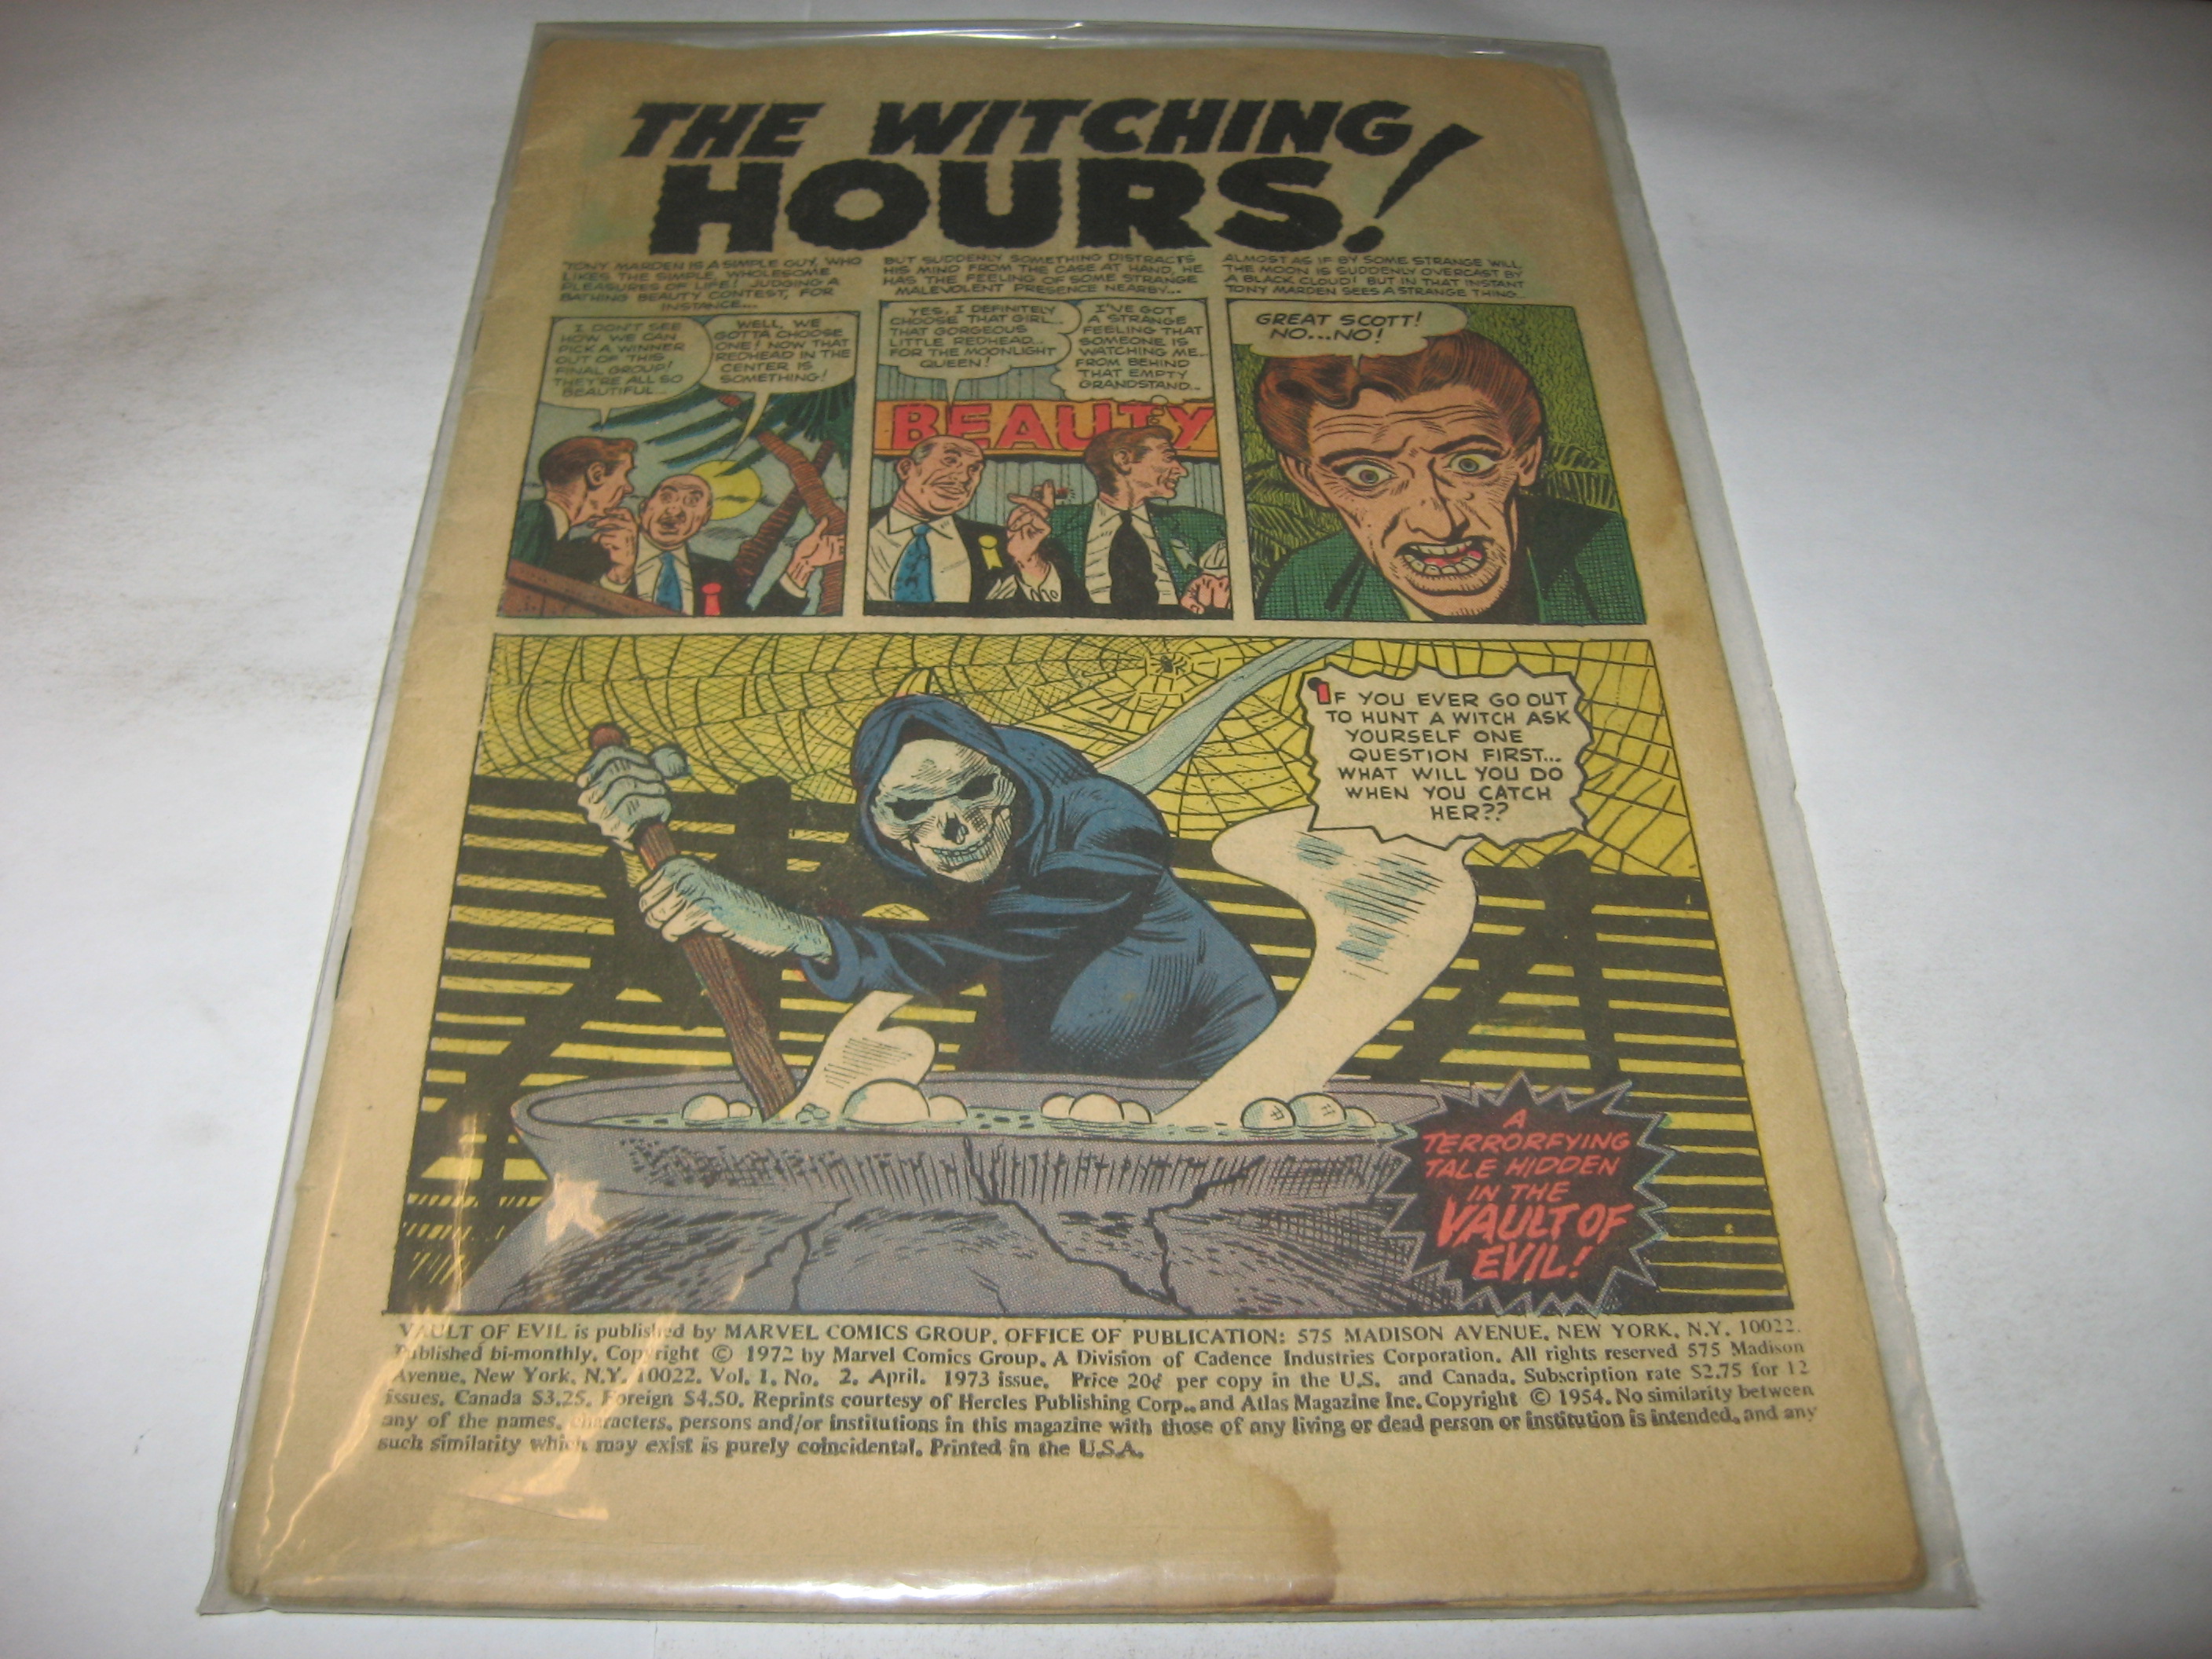 THE WITCHING
HOURS!
TONY MARDEN IS A SIMPLE GUY, WHO
LIKES THE SIMPLE, WHOLESOME
PLEASURES OF LIFE! JUDGING A
BATHING BEAUTY CONTEST, FOR
INSTANCE...
I DON'T SEE
HOW WE CAN
PICK A WINNER
OUT OF THIS
FINAL GROUP!
THEY'RE ALL SO
BEAUTIFUL...
WELL, WE
GOTTA CHOOSE
ONE! NOW THAT
REDHEAD IN THE
CENTER IS
SOMETHING!
BUT SUDDENLY SOMETHING DISTRACTS
HIS MIND FROM THE CASE AT HAND. HE
HAS THE FEELING OF SOME STRANGE
MALEVOLENT PRESENCE NEARBY...
YES, I DEFINITELY
CHOOSE THAT GIRL...
THAT GORGEOUS
LITTLE REDHEAD...
FOR THE MOONLIGHT
QUEEN!
I'VE GOT
A STRANGE
FEELING THAT
SOMEONE IS
WATCHING ME...
FROM BEHIND
THAT EMPTY
GRANDSTAND...
BEAUTY
ALMOST AS IF BY SOME STRANGE WILL,
THE MOON IS SUDDENLY OVERCAST BY
A BLACK CLOUD! BUT IN THAT INSTANT
TONY MARDEN SEES A STRANGE THING...
GREAT SCOTT!
NO...NO!
IF YOU EVER GO OUT
TO HUNT A WITCH ASK
YOURSELF ONE
QUESTION FIRST...
WHAT WILL YOU DO
WHEN YOU CATCH
HER??
A
TERRORFYING
TALE HIDDEN
IN THE
VAULT OF
EVIL!
VAULT OF EVIL is published by MARVEL COMICS GROUP. OFFICE OF PUBLICATION: 575 MADISON AVENUE, NEW YORK, N.Y. 10022.
Published bi-monthly. Copyright © 1972 by Marvel Comics Group, A Division of Cadence Industries Corporation. All rights reserved 575 Madison
Avenue, New York, N.Y. 10022. Vol. 1, No. 2, April, 1973 issue. Price 20¢ per copy in the U.S. and Canada. Subscription rate $2.75 for 12
issues. Canada $3.25. Foreign $4.50. Reprints courtesy of Hercles Publishing Corp., and Atlas Magazine Inc. Copyright © 1954. No similarity between
any of the names, characters, persons and/or institutions in this magazine with those of any living or dead person or institution is intended, and any
such similarity which may exist is purely coincidental. Printed in the U.S.A.